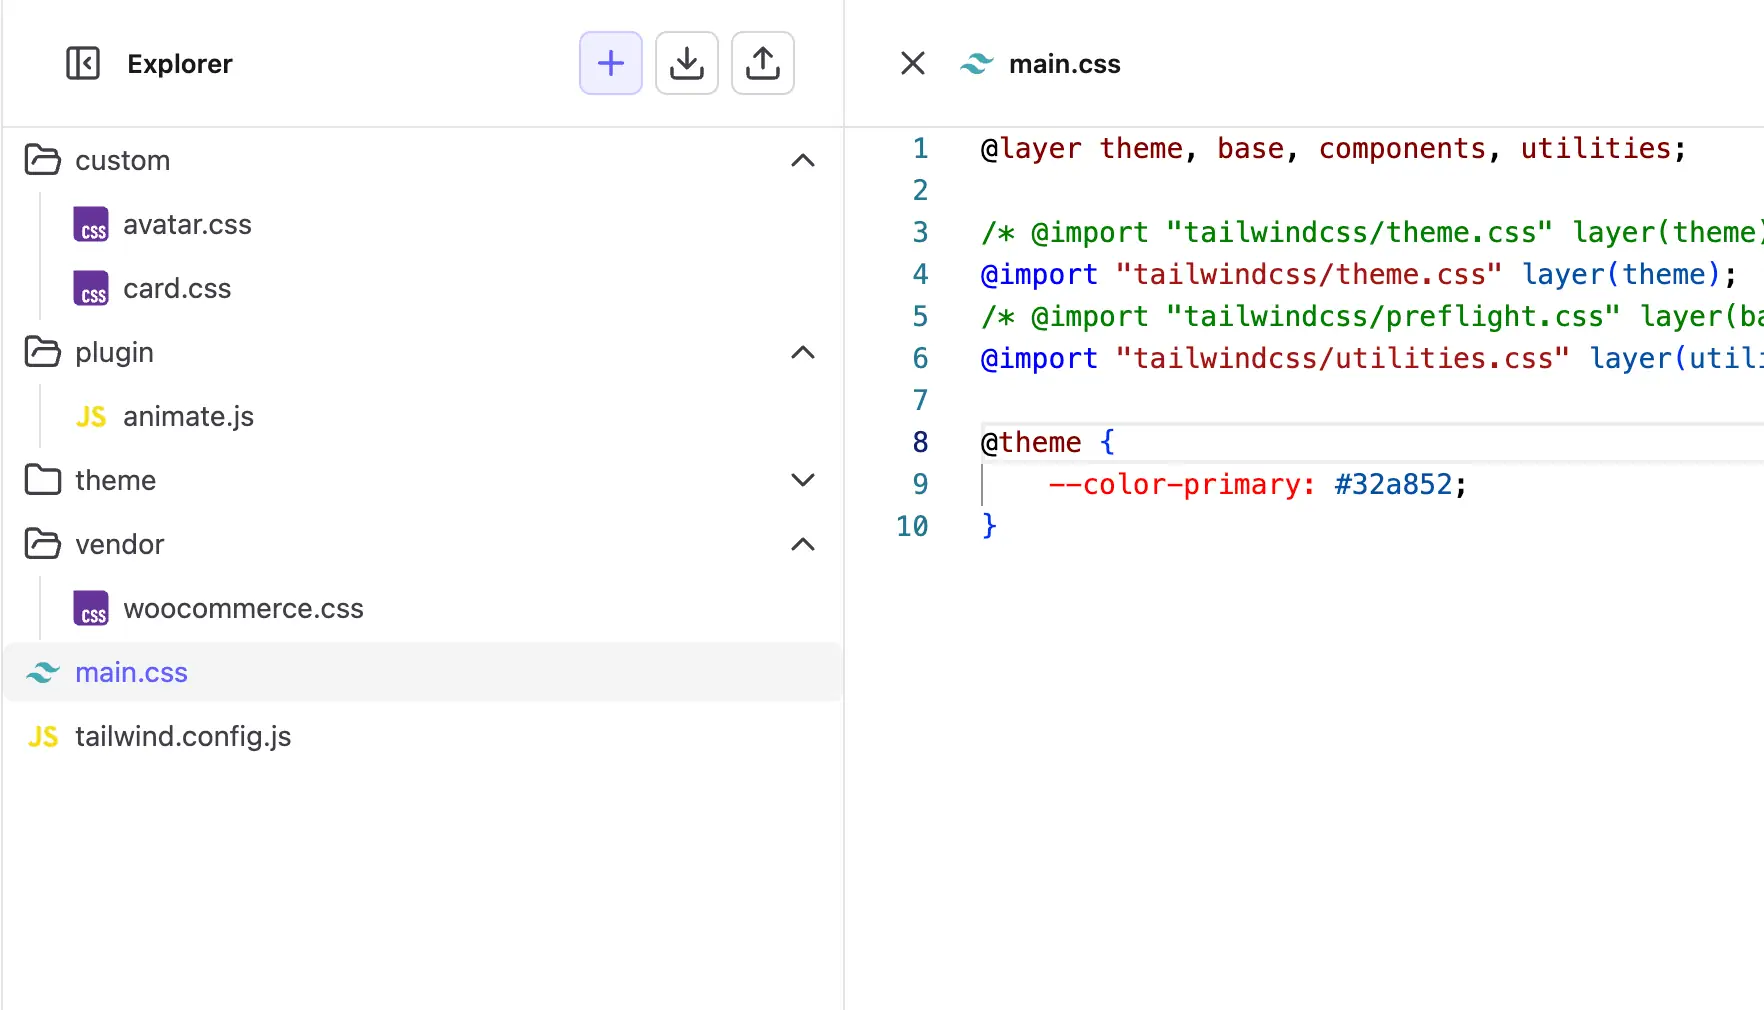 Explorer
custom
CSS avatar.css
CSS card.css
plugin
JS animate.js
theme
vendor
CSS woocommerce.css
main.css
JS tailwind.config.js
main.css
1 @layer theme, base, components, utilities;
2
3 /* @import "tailwindcss/theme.css" layer(theme)
4 @import "tailwindcss/theme.css" layer(theme);
5 /* @import "tailwindcss/preflight.css" layer(ba
6 @import "tailwindcss/utilities.css" layer(utili
7
8 @theme {
9 --color-primary: #32a852;
10 }